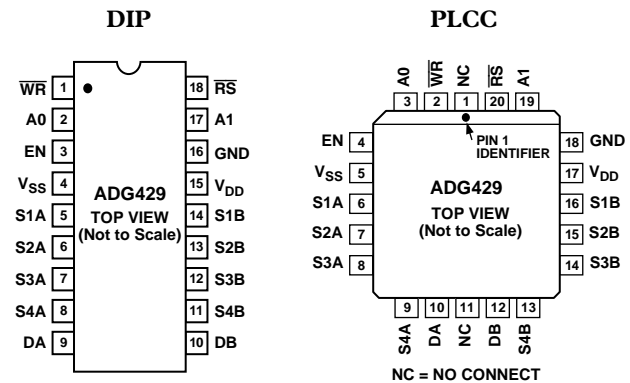 DIP
WR 1
A0 2
EN 3
VSS 4
S1A 5
S2A 6
S3A 7
S4A 8
DA 9
ADG429
TOP VIEW
(Not to Scale)
18 RS
17 A1
16 GND
15 VDD
14 S1B
13 S2B
12 S3B
11 S4B
10 DB
PLCC
A0 WR NC RS A1
3 2 1 20 19
PIN 1
IDENTIFIER
EN 4
VSS 5
S1A 6
S2A 7
S3A 8
ADG429
TOP VIEW
(Not to Scale)
18 GND
17 VDD
16 S1B
15 S2B
14 S3B
9 10 11 12 13
S4A DA NC DB S4B
NC = NO CONNECT